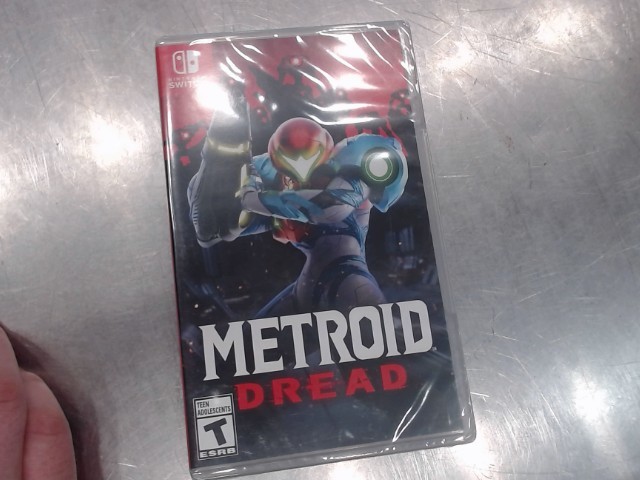 SWITCH
METROID
DREAD
TEEN
ADOLESCENTS
T
ESRB